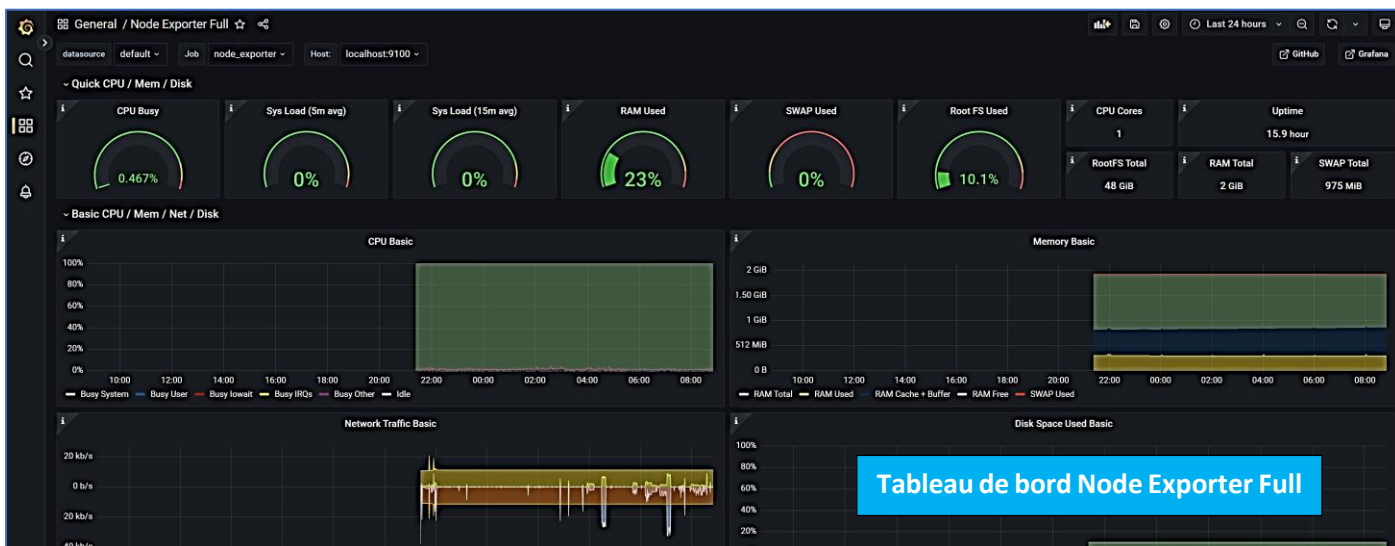 General / Node Exporter Full
Last 24 hours
datasource default Job node_exporter Host: localhost:9100
GitHub Grafana
Quick CPU / Mem / Disk
CPU Busy
0.467%
Sys Load (5m avg)
0%
Sys Load (15m avg)
0%
RAM Used
23%
SWAP Used
0%
Root FS Used
10.1%
CPU Cores
1
Uptime
15.9 hour
RootFS Total
48 GiB
RAM Total
2 GiB
SWAP Total
975 MiB
Basic CPU / Mem / Net / Disk
CPU Basic
100%
80%
60%
40%
20%
0%
10:00 12:00 14:00 16:00 18:00 20:00 22:00 00:00 02:00 04:00 06:00 08:00
Busy System Busy User Busy Iowait Busy IRQs Busy Other Idle
Memory Basic
2 GiB
1.50 GiB
1 GiB
512 MiB
0 B
10:00 12:00 14:00 16:00 18:00 20:00 22:00 00:00 02:00 04:00 06:00 08:00
RAM Total RAM Used RAM Cache + Buffer RAM Free SWAP Used
Network Traffic Basic
20 kb/s
0 b/s
20 kb/s
40 kb/s
Disk Space Used Basic
100%
80%
60%
40%
20%
Tableau de bord Node Exporter Full